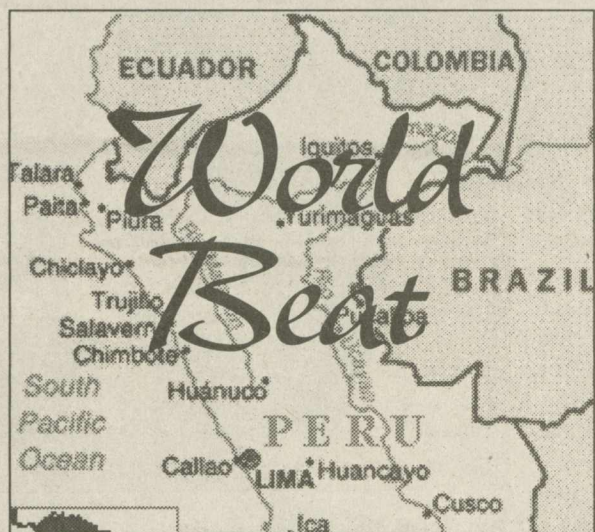 ECUADOR
COLOMBIA
World
Iquitos
Talara
Paita
Piura
Yurimaguas
Chiclayo
Beat
BRAZIL
Trujillo
Salaverry
Chimbote
South
Pacific
Ocean
Huánuco
PERU
Callao
LIMA
Huancayo
Cusco
Ica